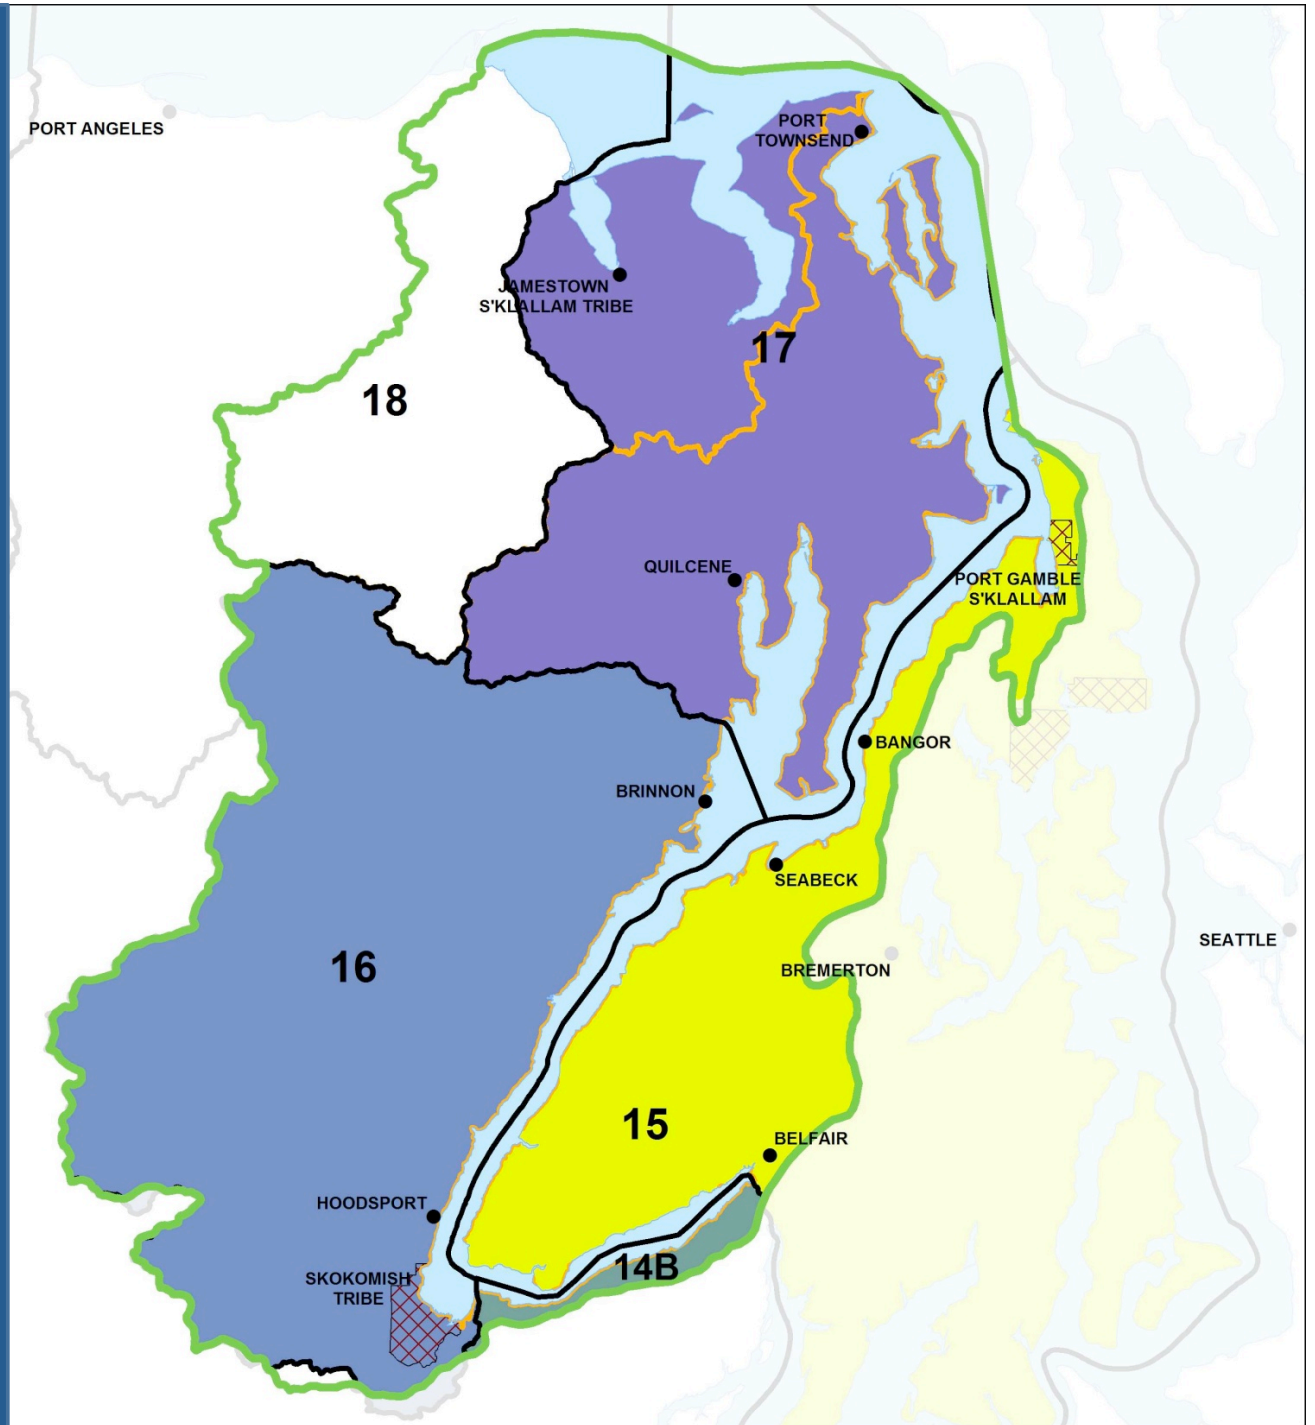 PORT ANGELES
PORT
TOWNSEND
JAMESTOWN
S'KLALLAM TRIBE
17
18
QUILCENE
PORT GAMBLE
S'KLALLAM
BANGOR
BRINNON
SEABECK
SEATTLE
16
BREMERTON
15
BELFAIR
HOODSPORT
14B
SKOKOMISH
TRIBE